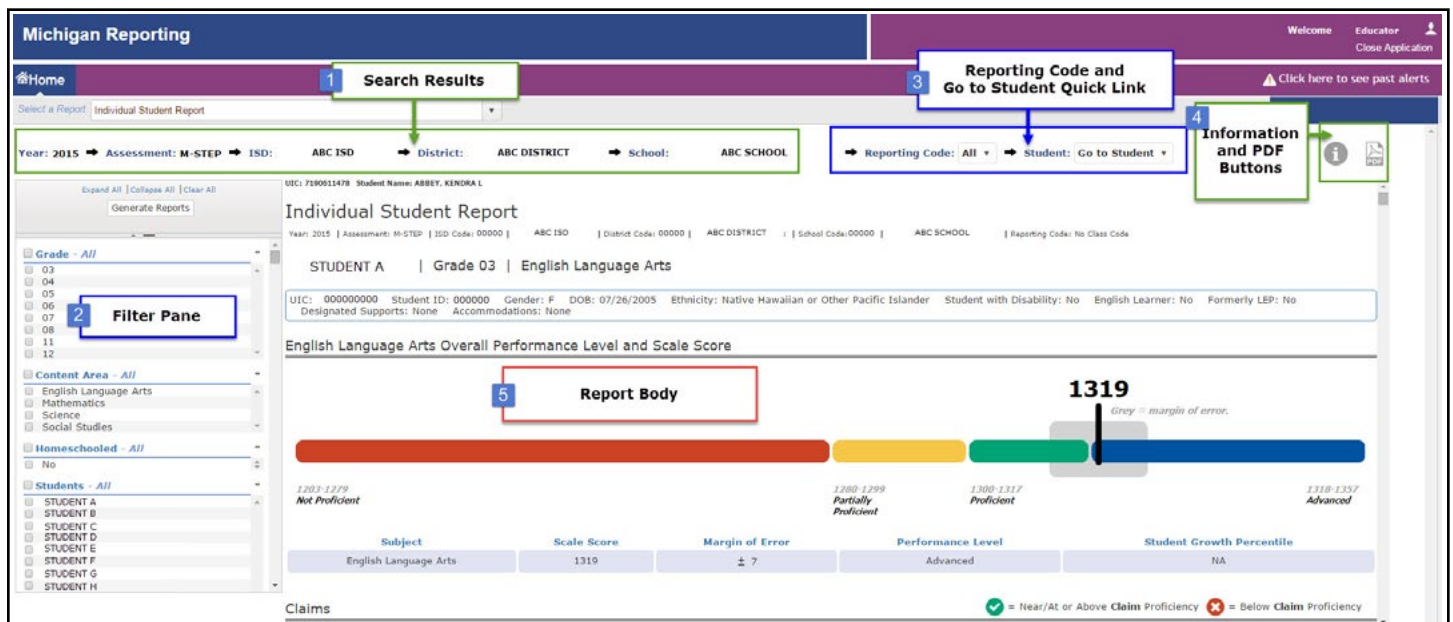 Michigan Reporting
Welcome Educator
Close Application
Home
1 Search Results
3 Reporting Code and
Go to Student Quick Link
Click here to see past alerts
Select a Report Individual Student Report
4 Information
and PDF
Buttons
Year: 2015 ➡ Assessment: M-STEP ➡ ISD: ABC ISD ➡ District: ABC DISTRICT ➡ School: ABC SCHOOL ➡ Reporting Code: All ➡ Student: Go to Student
i PDF
Expand All | Collapse All | Clear All
Generate Reports
Grade - All
03
04
05
06
07
08
11
12
2 Filter Pane
Content Area - All
English Language Arts
Mathematics
Science
Social Studies
Homeschooled - All
No
Students - All
STUDENT A
STUDENT B
STUDENT C
STUDENT D
STUDENT E
STUDENT F
STUDENT G
STUDENT H
UIC: 7190611478 Student Name: ABBEY, KENDRA L
Individual Student Report
Year: 2015 | Assessment: M-STEP | ISD Code: 00000 | ABC ISD | District Code: 00000 | ABC DISTRICT : | School Code:00000 | ABC SCHOOL | Reporting Code: No Class Code
STUDENT A | Grade 03 | English Language Arts
UIC: 000000000 Student ID: 000000 Gender: F DOB: 07/26/2005 Ethnicity: Native Hawaiian or Other Pacific Islander Student with Disability: No English Learner: No Formerly LEP: No
Designated Supports: None Accommodations: None
English Language Arts Overall Performance Level and Scale Score
5 Report Body
1319
Grey = margin of error.
1203-1279
Not Proficient
1280-1299
Partially
Proficient
1300-1317
Proficient
1318-1357
Advanced
Subject Scale Score Margin of Error Performance Level Student Growth Percentile
English Language Arts 1319 ± 7 Advanced NA
Claims
= Near/At or Above Claim Proficiency = Below Claim Proficiency